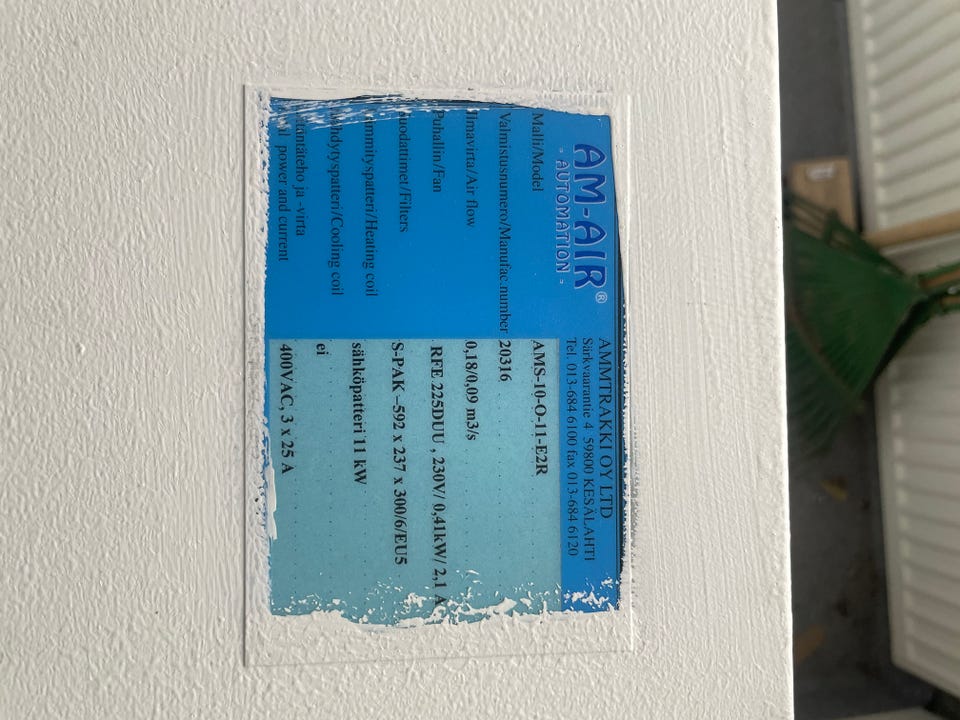 AM-AIR®
- AUTOMATION -
AMMTRAKKI OY LTD
Särkvaarantie 4 59800 KESÄLAHTI
Tel. 013-684 6100 fax 013-684 6120
Malli/Model AMS-10-O-11-E2R
Valmistusnumero/Manufac.number 20316
Ilmavirta/Air flow 0,18/0,09 m3/s
Puhallin/Fan RFE 225DUU , 230V/ 0,41kW/ 2,1 A
Suodattimet/Filters S-PAK –592 x 237 x 300/6/EU5
Lämmityspatteri/Heating coil sähköpatteri 11 kW
Jäähdytyspatteri/Cooling coil ei
ja -virta 400VAC, 3 x 25 A
power and current